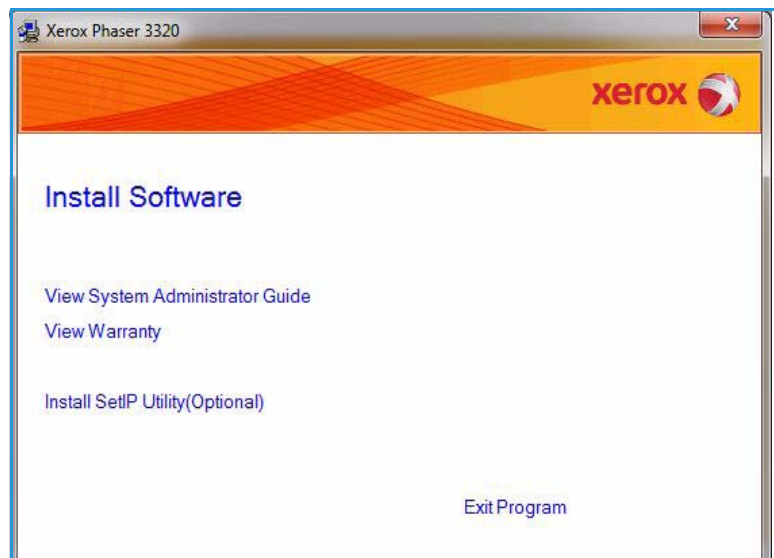 Xerox Phaser 3320
xerox
Install Software
View System Administrator Guide
View Warranty
Install SetIP Utility(Optional)
Exit Program